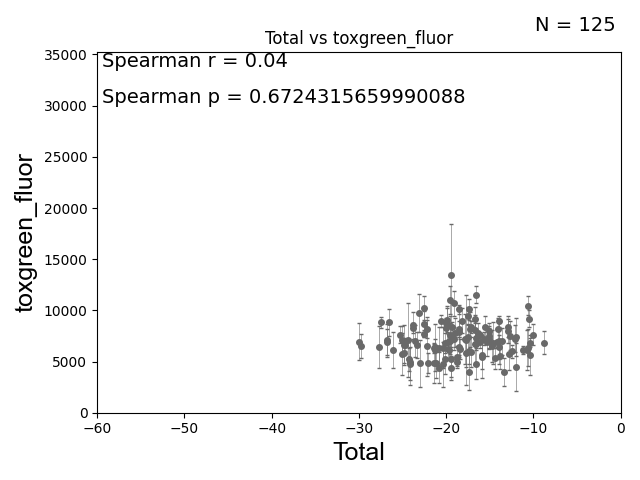 N = 125
Total vs toxgreen_fluor
Spearman r = 0.04
Spearman p = 0.6724315659990088
toxgreen_fluor
35000
30000
25000
20000
15000
10000
5000
0
−60 −50 −40 −30 −20 −10 0
Total